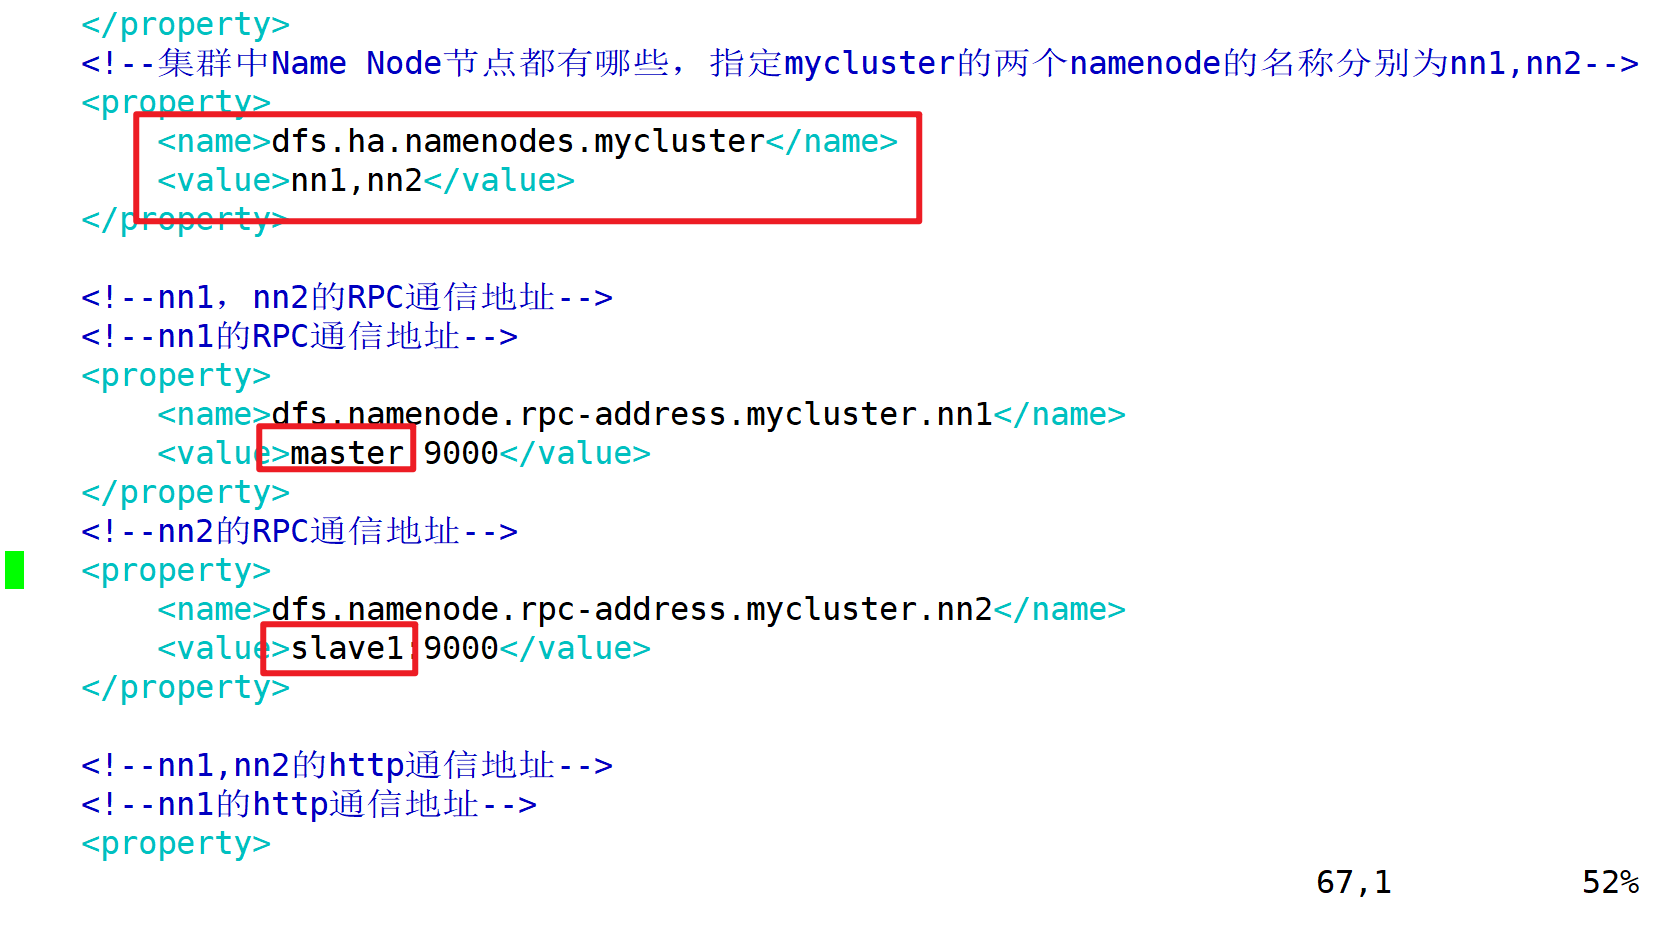 </property>
<!--集群中Name Node节点都有哪些，指定mycluster的两个namenode的名称分别为nn1,nn2-->
<property>
<name>dfs.ha.namenodes.mycluster</name>
<value>nn1,nn2</value>
</property>
<!--nn1，nn2的RPC通信地址-->
<!--nn1的RPC通信地址-->
<property>
<name>dfs.namenode.rpc-address.mycluster.nn1</name>
<value>master:9000</value>
</property>
<!--nn2的RPC通信地址-->
<property>
<name>dfs.namenode.rpc-address.mycluster.nn2</name>
<value>slave1:9000</value>
</property>
<!--nn1,nn2的http通信地址-->
<!--nn1的http通信地址-->
<property>
67,1 52%